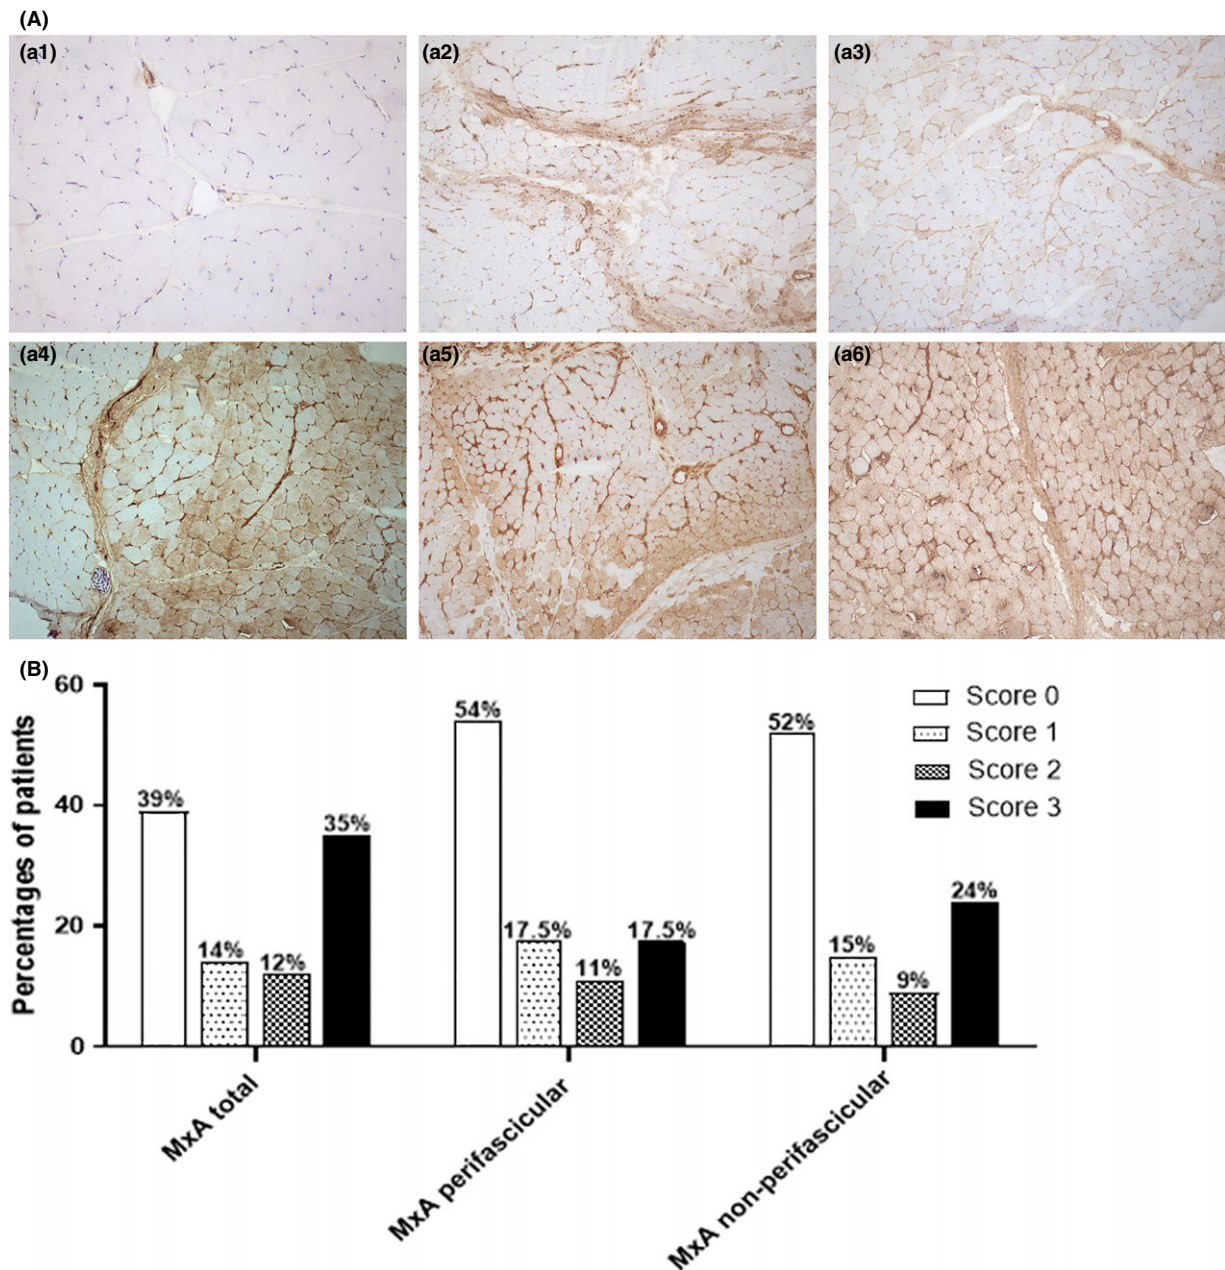 (A)
(a1)
(a2)
(a3)
(a4)
(a5)
(a6)
(B)
Percentages of patients
60
40
20
0
39%
14%
12%
35%
54%
17.5%
11%
17.5%
52%
15%
9%
24%
Score 0
Score 1
Score 2
Score 3
MxA total
MxA perifascicular
MxA non-perifascicular